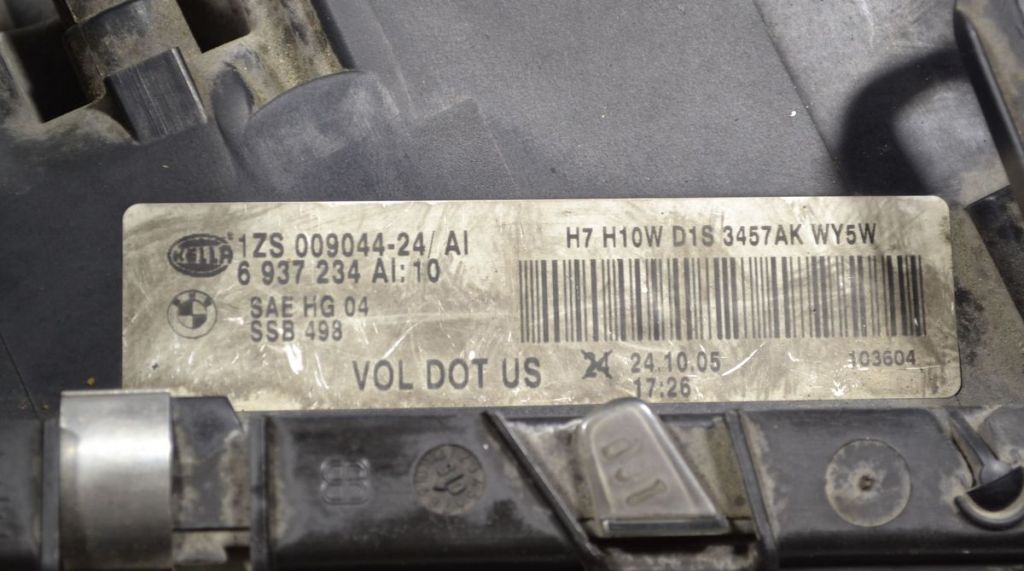 HELLA 1ZS 009044-24/ AI
6 937 234 AI: 10
SAE HG 04
SSB 498
VOL DOT US
H7 H10W D1S 3457AK WY5W
24 24.10.05
17:26
103604